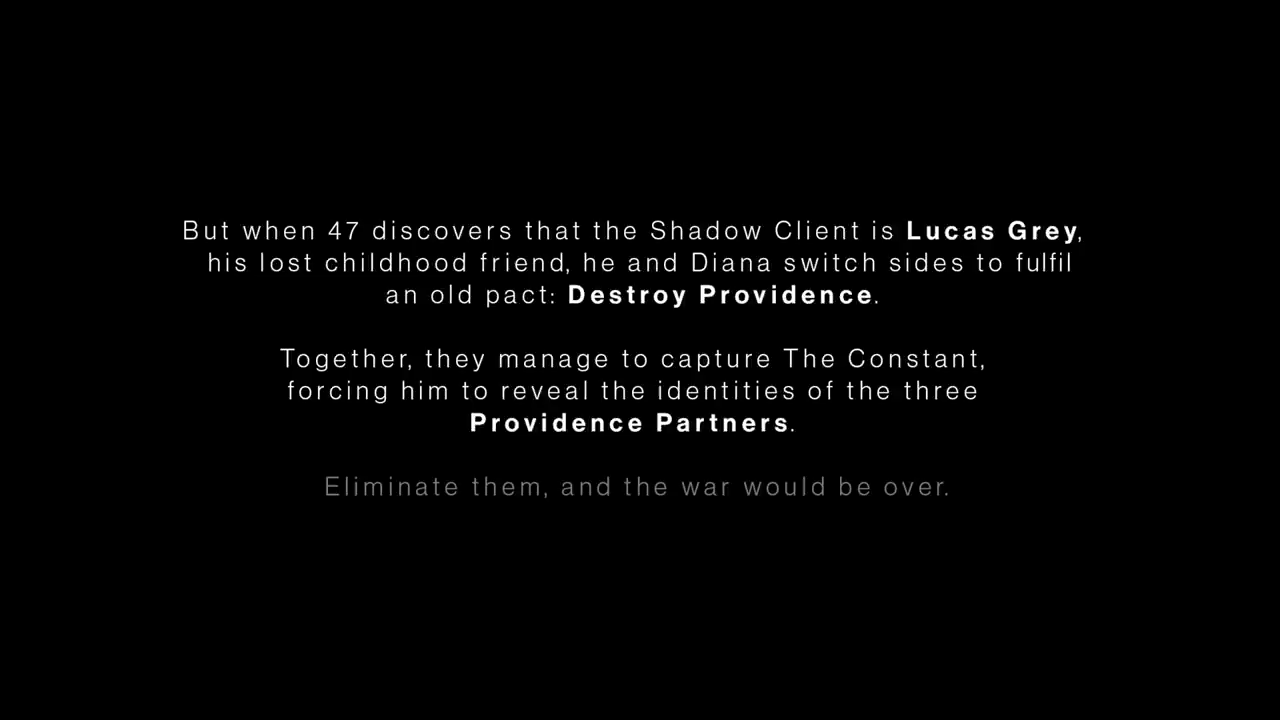 But when 47 discovers that the Shadow Client is Lucas Grey,
his lost childhood friend, he and Diana switch sides to fulfil
an old pact: Destroy Providence.
Together, they manage to capture The Constant,
forcing him to reveal the identities of the three
Providence Partners.
Eliminate them, and the war would be over.